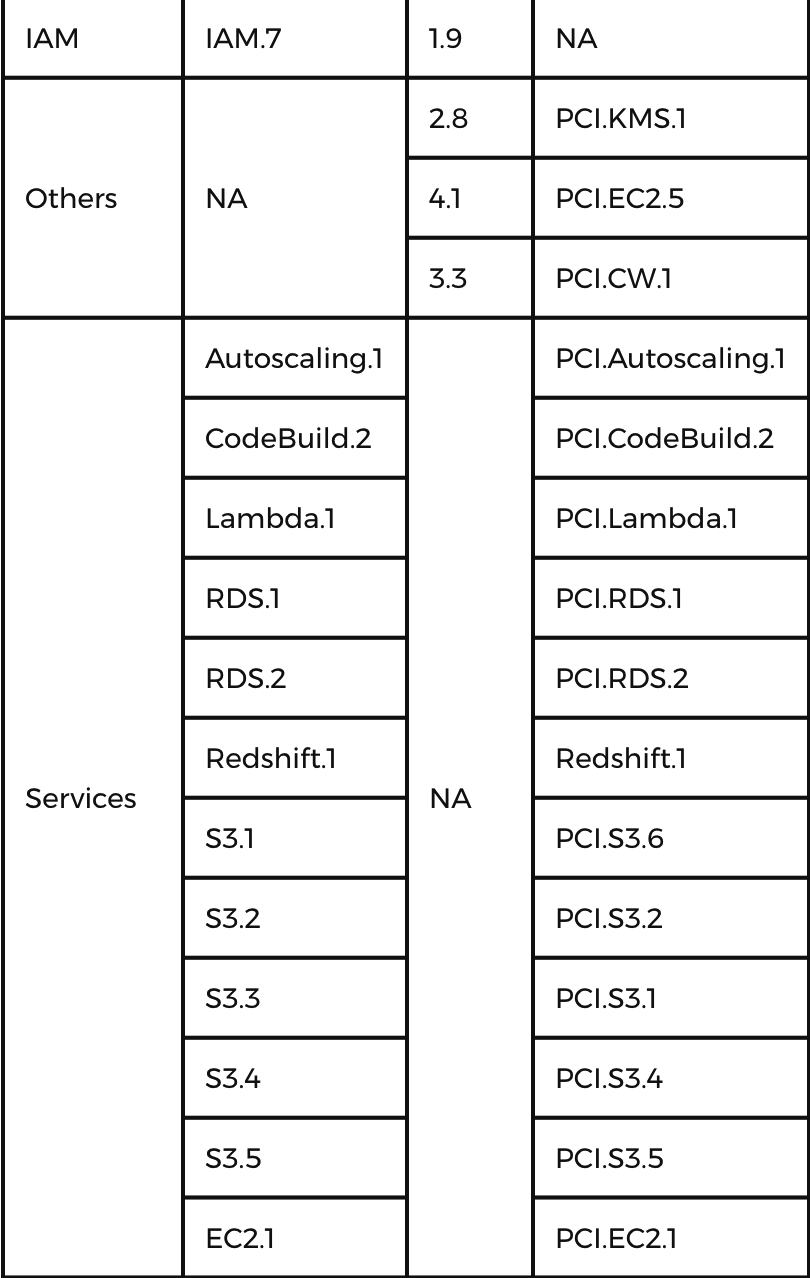 IAM IAM.7 1.9 NA
2.8 PCI.KMS.1
Others NA 4.1 PCI.EC2.5
3.3 PCI.CW.1
Autoscaling.1 PCI.Autoscaling.1
CodeBuild.2 PCI.CodeBuild.2
Lambda.1 PCI.Lambda.1
RDS.1 PCI.RDS.1
RDS.2 PCI.RDS.2
Redshift.1 Redshift.1
Services NA
S3.1 PCI.S3.6
S3.2 PCI.S3.2
S3.3 PCI.S3.1
S3.4 PCI.S3.4
S3.5 PCI.S3.5
EC2.1 PCI.EC2.1